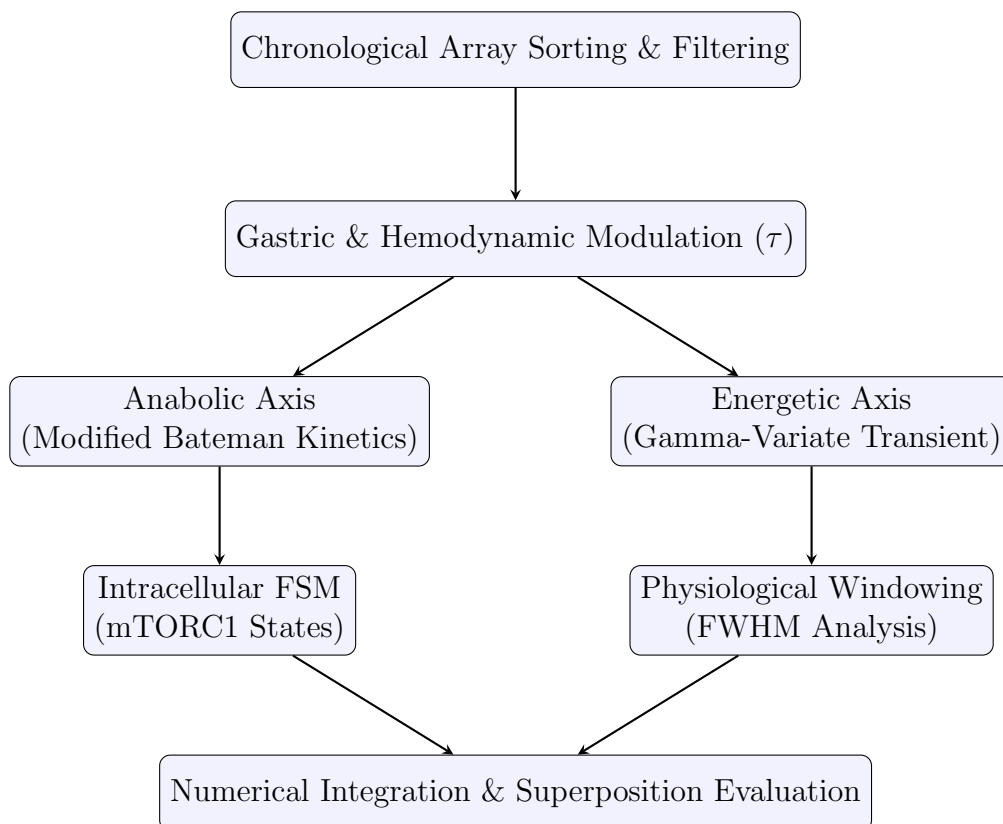 Chronological Array Sorting & Filtering
Gastric & Hemodynamic Modulation (τ)
Anabolic Axis
(Modified Bateman Kinetics)
Energetic Axis
(Gamma-Variate Transient)
Intracellular FSM
(mTORC1 States)
Physiological Windowing
(FWHM Analysis)
Numerical Integration & Superposition Evaluation